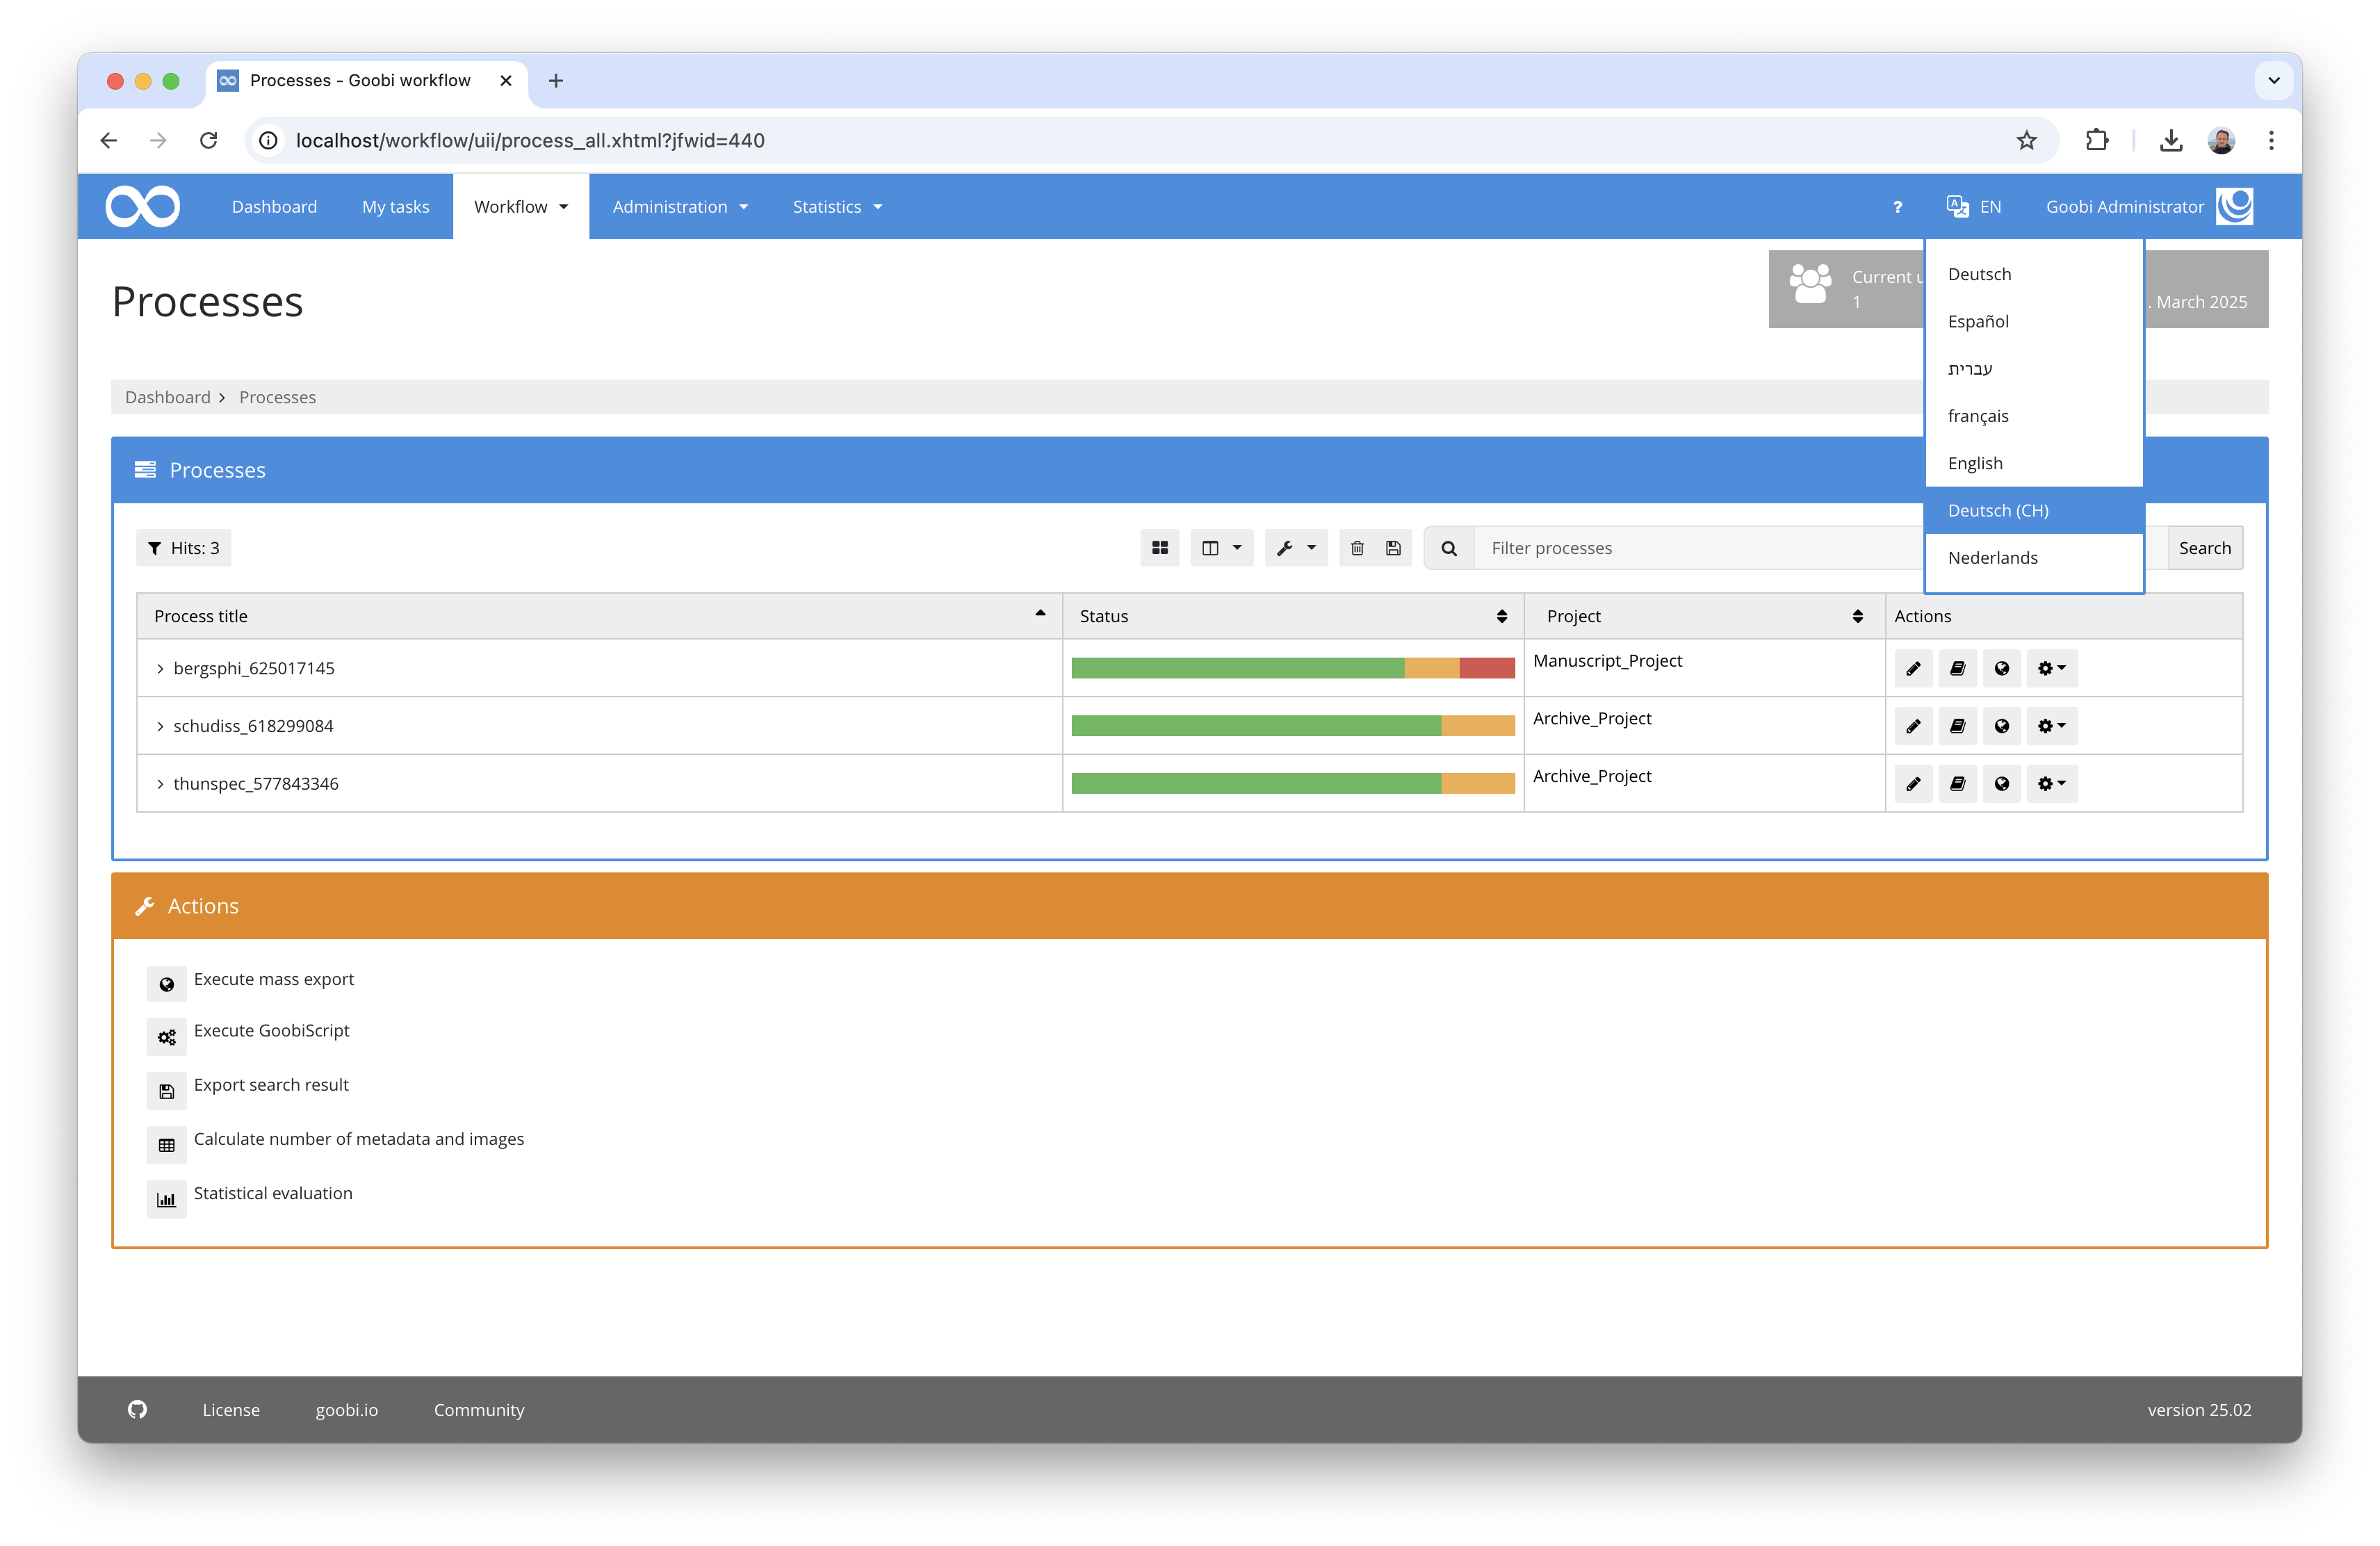 Processes - Goobi workflow
localhost/workflow/uii/process_all.xhtml?jfwid=440
Dashboard My tasks Workflow Administration Statistics ? EN Goobi Administrator
Processes
Current u
1
. March 2025
Deutsch
Español
עברית
français
English
Deutsch (CH)
Nederlands
Dashboard > Processes
Processes
Hits: 3 Filter processes Search
Process title Status Project Actions
bergsphi_625017145 Manuscript_Project
schudiss_618299084 Archive_Project
thunspec_577843346 Archive_Project
Actions
Execute mass export
Execute GoobiScript
Export search result
Calculate number of metadata and images
Statistical evaluation
License goobi.io Community version 25.02